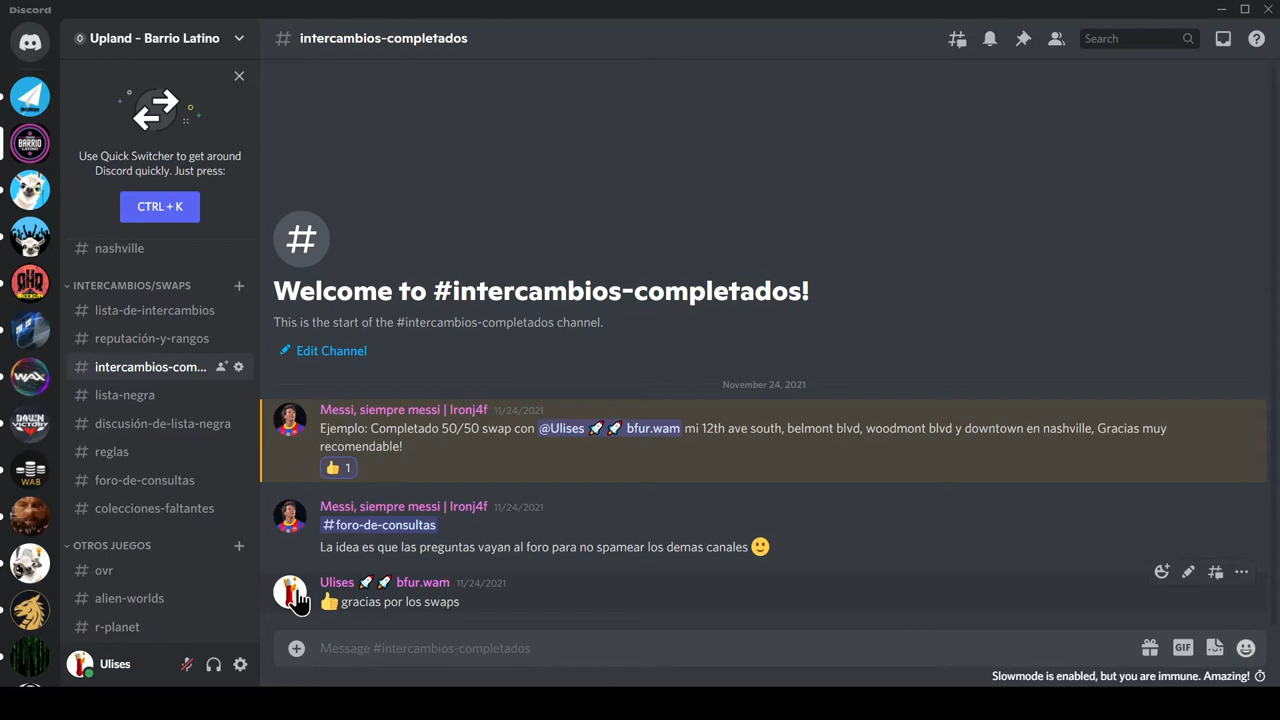 Discord
Upland - Barrio Latino
# intercambios-completados
Search
BARRIO
LATINO
Use Quick Switcher to get around
Discord quickly. Just press:
CTRL + K
# nashville
INTERCAMBIOS/SWAPS
# lista-de-intercambios
# reputación-y-rangos
# intercambios-com...
# lista-negra
# discusión-de-lista-negra
# reglas
# foro-de-consultas
# colecciones-faltantes
OTROS JUEGOS
# ovr
# alien-worlds
# r-planet
BROOKLYN
WAX
DAWN
VICTORY
WAB
Ulises
#
Welcome to #intercambios-completados!
This is the start of the #intercambios-completados channel.
Edit Channel
November 24, 2021
Messi, siempre messi | Ironj4f 11/24/2021
Ejemplo: Completado 50/50 swap con @Ulises 🚀 🚀 bfur.wam mi 12th ave south, belmont blvd, woodmont blvd y downtown en nashville, Gracias muy
recomendable!
👍 1
Messi, siempre messi | Ironj4f 11/24/2021
#foro-de-consultas
La idea es que las preguntas vayan al foro para no spamear los demas canales 🙂
Ulises 🚀 🚀 bfur.wam 11/24/2021
👍 gracias por los swaps
Message #intercambios-completados
GIF
Slowmode is enabled, but you are immune. Amazing!